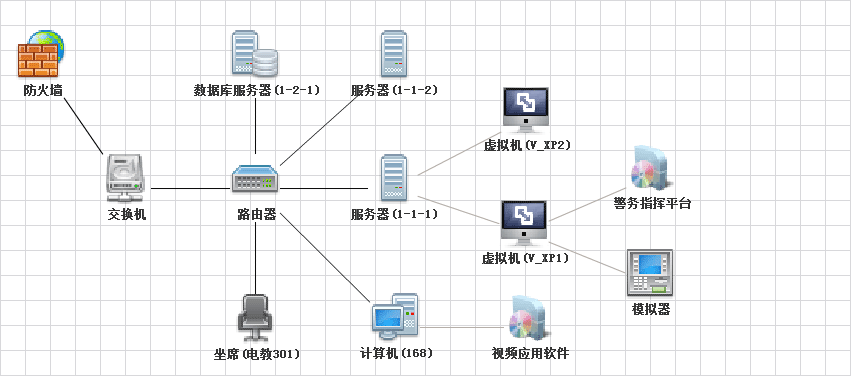 防火墙
数据库服务器(1-2-1)
服务器(1-1-2)
虚拟机(V_XP2)
警务指挥平台
交换机
路由器
服务器(1-1-1)
虚拟机(V_XP1)
模拟器
坐席(电教301)
计算机(168)
视频应用软件